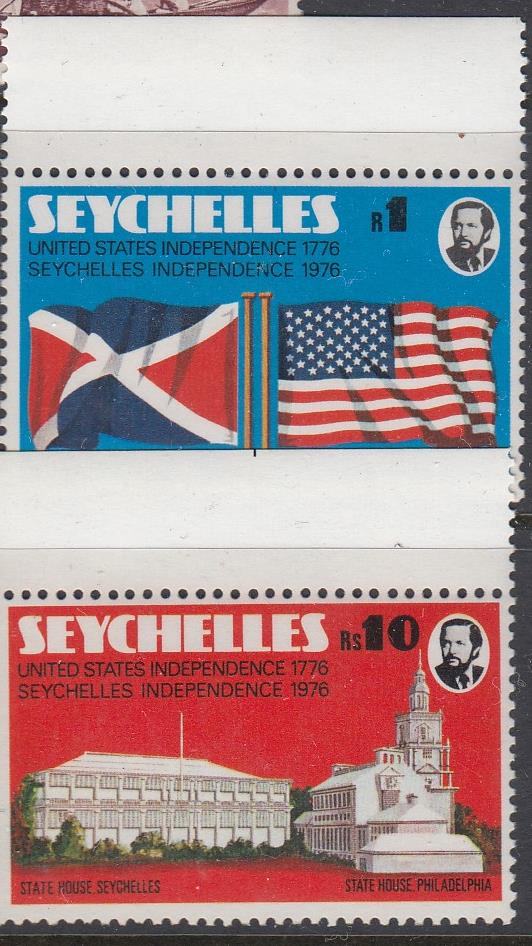 SEYCHELLES R1
UNITED STATES INDEPENDENCE 1776
SEYCHELLES INDEPENDENCE 1976
SEYCHELLES Rs10
UNITED STATES INDEPENDENCE 1776
SEYCHELLES INDEPENDENCE 1976
STATE HOUSE, SEYCHELLES STATE HOUSE, PHILADELPHIA